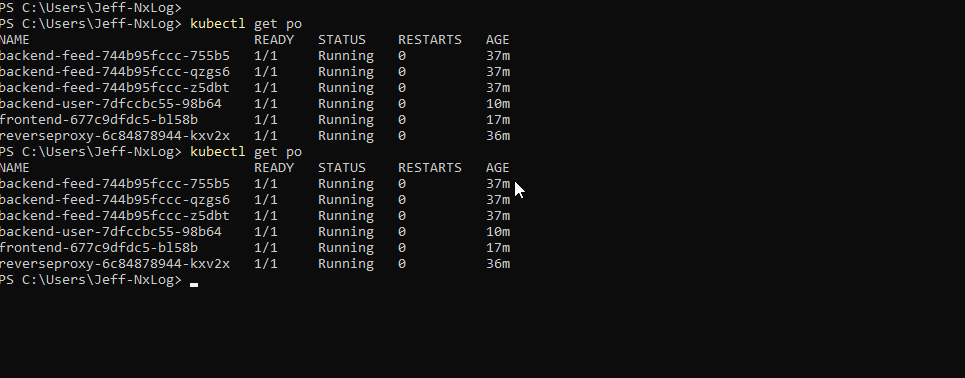 PS C:\Users\Jeff-NxLog>
PS C:\Users\Jeff-NxLog> kubectl get po
NAME READY STATUS RESTARTS AGE
backend-feed-744b95fccc-755b5 1/1 Running 0 37m
backend-feed-744b95fccc-qzgs6 1/1 Running 0 37m
backend-feed-744b95fccc-z5dbt 1/1 Running 0 37m
backend-user-7dfccbc55-98b64 1/1 Running 0 10m
frontend-677c9dfdc5-bl58b 1/1 Running 0 17m
reverseproxy-6c84878944-kxv2x 1/1 Running 0 36m
PS C:\Users\Jeff-NxLog> kubectl get po
NAME READY STATUS RESTARTS AGE
backend-feed-744b95fccc-755b5 1/1 Running 0 37m
backend-feed-744b95fccc-qzgs6 1/1 Running 0 37m
backend-feed-744b95fccc-z5dbt 1/1 Running 0 37m
backend-user-7dfccbc55-98b64 1/1 Running 0 10m
frontend-677c9dfdc5-bl58b 1/1 Running 0 17m
reverseproxy-6c84878944-kxv2x 1/1 Running 0 36m
PS C:\Users\Jeff-NxLog>